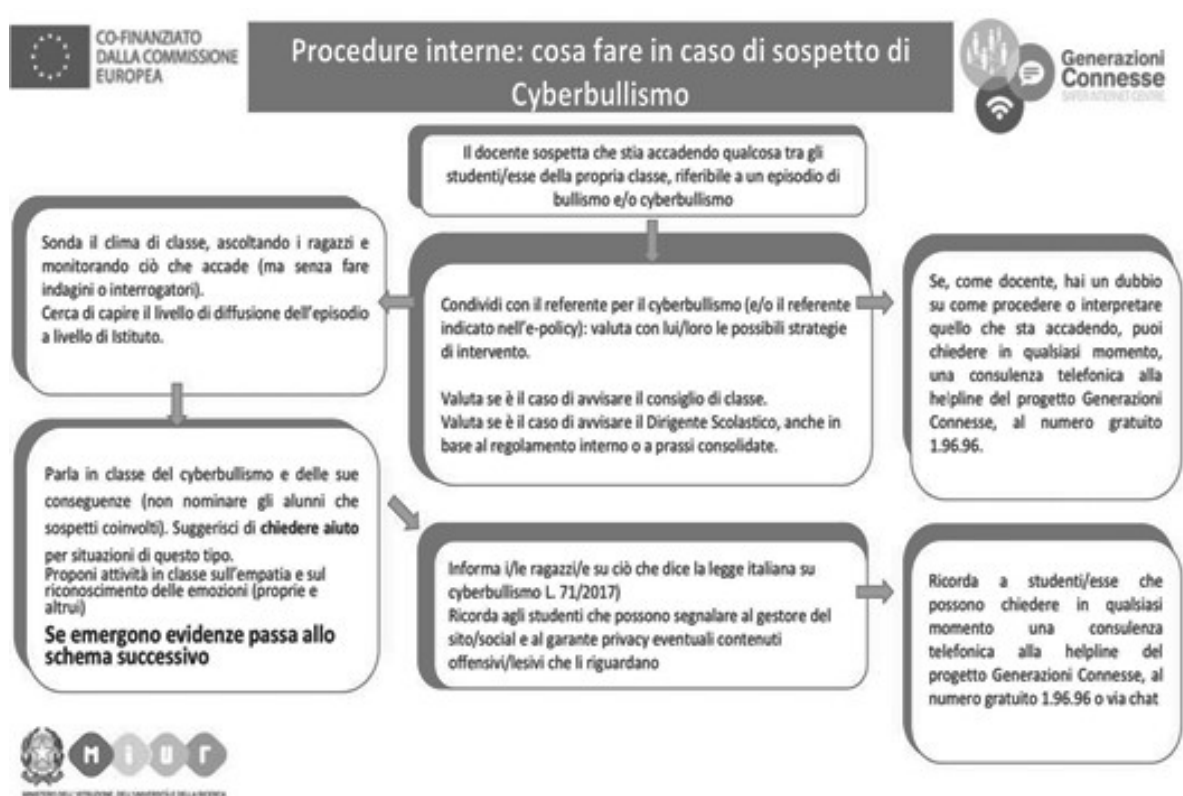 CO-FINANZIATO
DALLA COMMISSIONE
EUROPEA
Procedure interne: cosa fare in caso di sospetto di
Cyberbullismo
Generazioni
Connesse
SAFER INTERNET CENTRE
Il docente sospetta che stia accadendo qualcosa tra gli
studenti/esse della propria classe, riferibile a un episodio di
bullismo e/o cyberbullismo
Sonda il clima di classe, ascoltando i ragazzi e
monitorando ciò che accade (ma senza fare
indagini o interrogatori).
Cerca di capire il livello di diffusione dell'episodio
a livello di Istituto.
Condividi con il referente per il cyberbullismo (e/o il referente
indicato nell'e-policy): valuta con lui/loro le possibili strategie
di intervento.
Valuta se è il caso di avvisare il consiglio di classe.
Valuta se è il caso di avvisare il Dirigente Scolastico, anche in
base al regolamento interno o a prassi consolidate.
Se, come docente, hai un dubbio
su come procedere o interpretare
quello che sta accadendo, puoi
chiedere in qualsiasi momento,
una consulenza telefonica alla
helpline del progetto Generazioni
Connesse, al numero gratuito
1.96.96.
Parla in classe del cyberbullismo e delle sue
conseguenze (non nominare gli alunni che
sospetti coinvolti). Suggerisci di chiedere aiuto
per situazioni di questo tipo.
Proponi attività in classe sull'empatia e sul
riconoscimento delle emozioni (proprie e
altrui)
Se emergono evidenze passa allo
schema successivo
Informa i/le ragazzi/e su ciò che dice la legge italiana su
cyberbullismo L. 71/2017)
Ricorda agli studenti che possono segnalare al gestore del
sito/social e al garante privacy eventuali contenuti
offensivi/lesivi che li riguardano
Ricorda a studenti/esse che
possono chiedere in qualsiasi
momento una consulenza
telefonica alla helpline del
progetto Generazioni Connesse, al
numero gratuito 1.96.96 o via chat
MIUR
MINISTERO DELL'ISTRUZIONE, DELL'UNIVERSITÀ E DELLA RICERCA